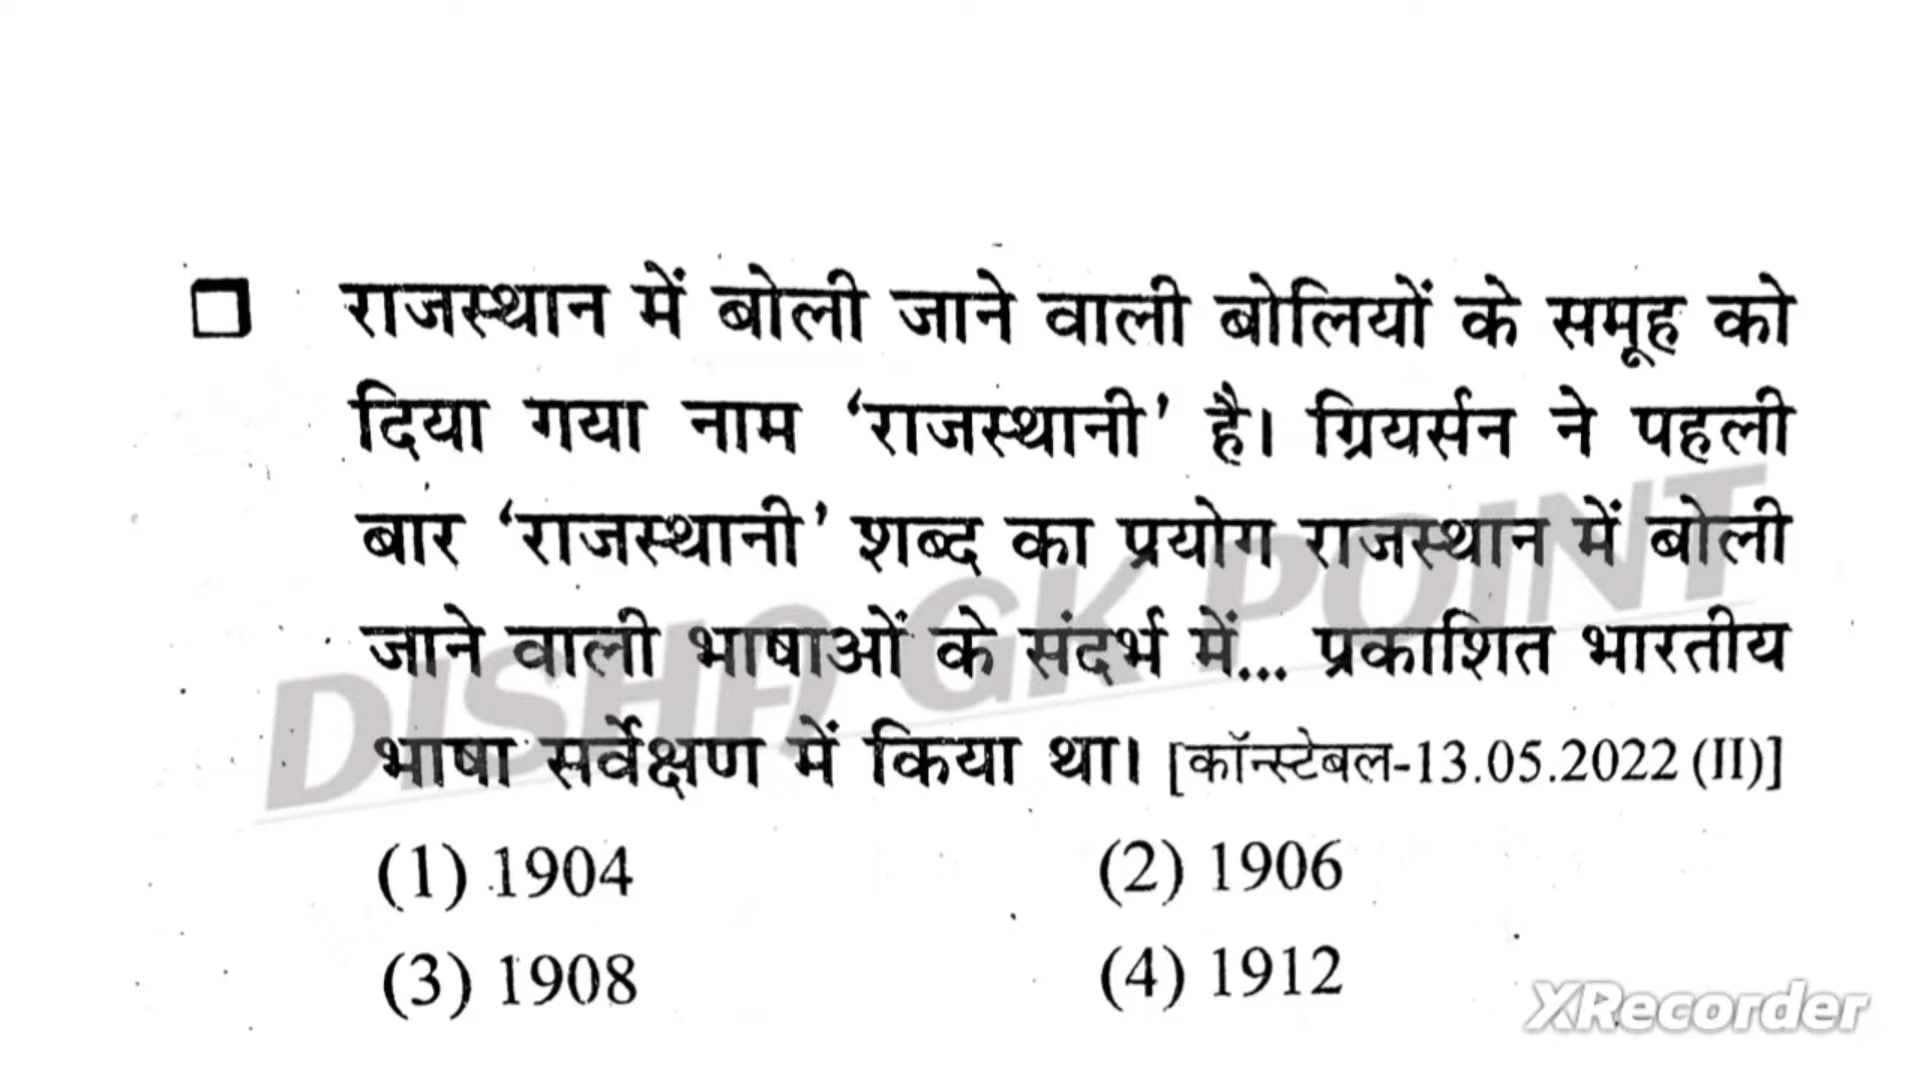 राजस्थान में बोली जाने वाली बोलियों के समूह को
दिया गया नाम ‘राजस्थानी’ है। ग्रियर्सन ने पहली
बार ‘राजस्थानी’ शब्द का प्रयोग राजस्थान में बोली
जाने वाली भाषाओं के संदर्भ में... प्रकाशित भारतीय
भाषा सर्वेक्षण में किया था। [कॉन्स्टेबल-13.05.2022 (II)]
(1) 1904 (2) 1906
(3) 1908 (4) 1912
DISHA GK POINT
XRecorder